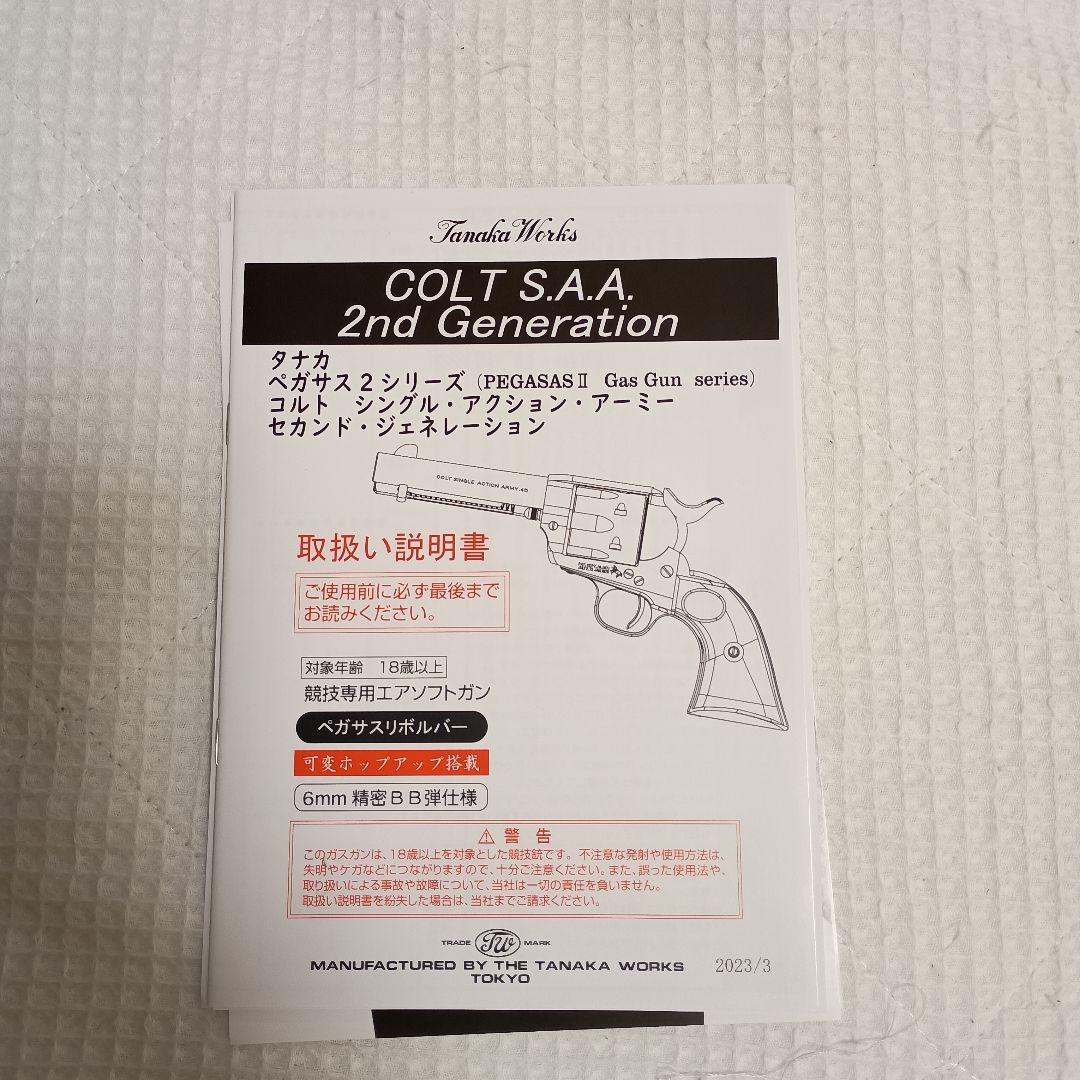 Tanaka Works
COLT S.A.A.
2nd Generation
タナカ
ペガサス2シリーズ（PEGASASⅡ Gas Gun series）
コルト シングル・アクション・アーミー
セカンド・ジェネレーション
COLT SINGLE ACTION ARMY .45
取扱い説明書
ご使用前に必ず最後まで
お読みください。
対象年齢 18歳以上
競技専用エアソフトガン
ペガサスリボルバー
可変ホップアップ搭載
6mm 精密ＢＢ弾仕様
⚠ 警告
このガスガンは、18歳以上を対象とした競技銃です。不注意な発射や使用方法は、
失明やケガなどにつながりますので、十分ご注意ください。また、誤った使用法や、
取り扱いによる事故や故障について、当社は一切の責任を負いません。
取扱い説明書を紛失した場合は、当社までご請求ください。
TRADE TW MARK
MANUFACTURED BY THE TANAKA WORKS
TOKYO
2023/3